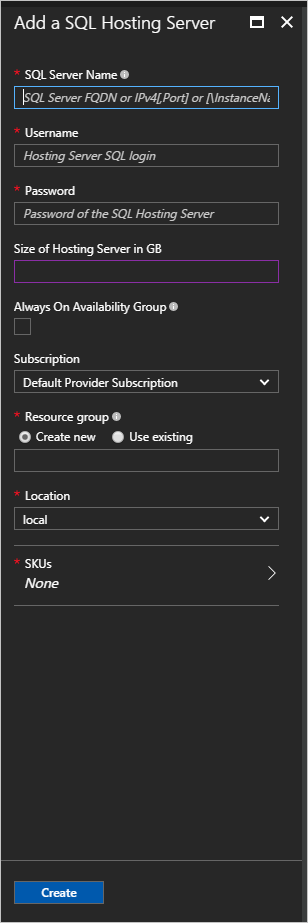 Add a SQL Hosting Server
* SQL Server Name
SQL Server FQDN or IPv4[,Port] or [\InstanceNa
* Username
Hosting Server SQL login
* Password
Password of the SQL Hosting Server
Size of Hosting Server in GB
Always On Availability Group
Subscription
Default Provider Subscription
* Resource group
Create new Use existing
* Location
local
* SKUs
None
Create